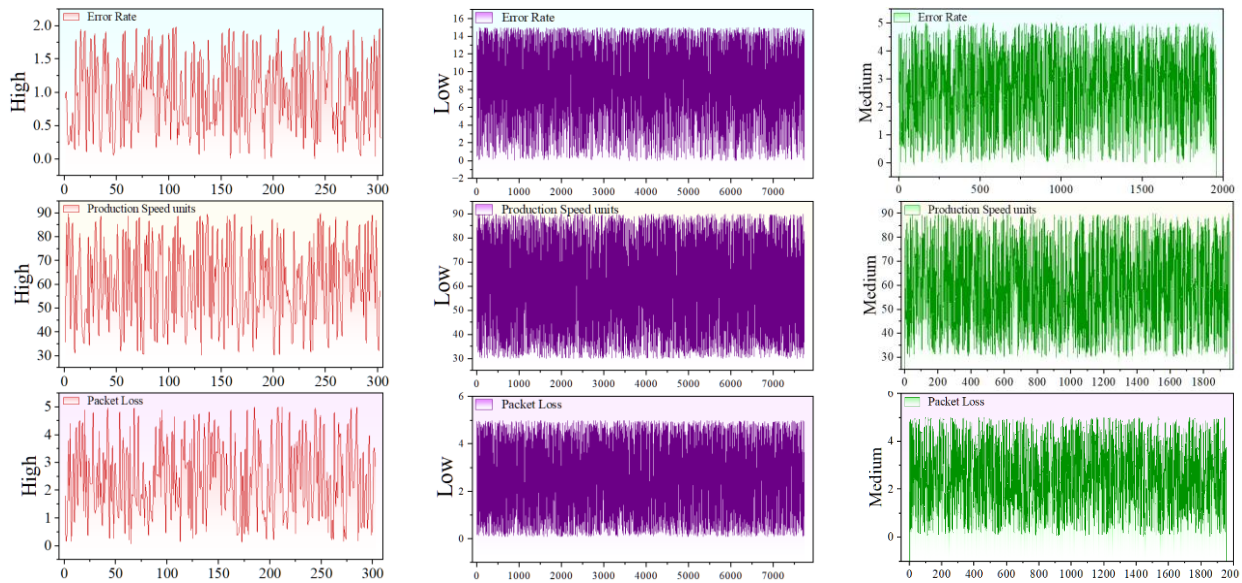 Error Rate
High
2.0
1.5
1.0
0.5
0.0
0 50 100 150 200 250 300
Error Rate
Low
16
14
12
10
8
6
4
2
0
−2
0 1000 2000 3000 4000 5000 6000 7000
Error Rate
Medium
5
4
3
2
1
0
0 500 1000 1500 2000
Production Speed units
High
90
80
70
60
50
40
30
0 50 100 150 200 250 300
Production Speed units
Low
90
80
70
60
50
40
30
0 1000 2000 3000 4000 5000 6000 7000
Production Speed units
Medium
90
80
70
60
50
40
30
0 200 400 600 800 1000 1200 1400 1600 1800
Packet Loss
High
5
4
3
2
1
0
0 50 100 150 200 250 300
Packet Loss
Low
6
4
2
0
0 1000 2000 3000 4000 5000 6000 7000
Packet Loss
Medium
6
4
2
0
0 200 400 600 800 1000 1200 1400 1600 1800 200